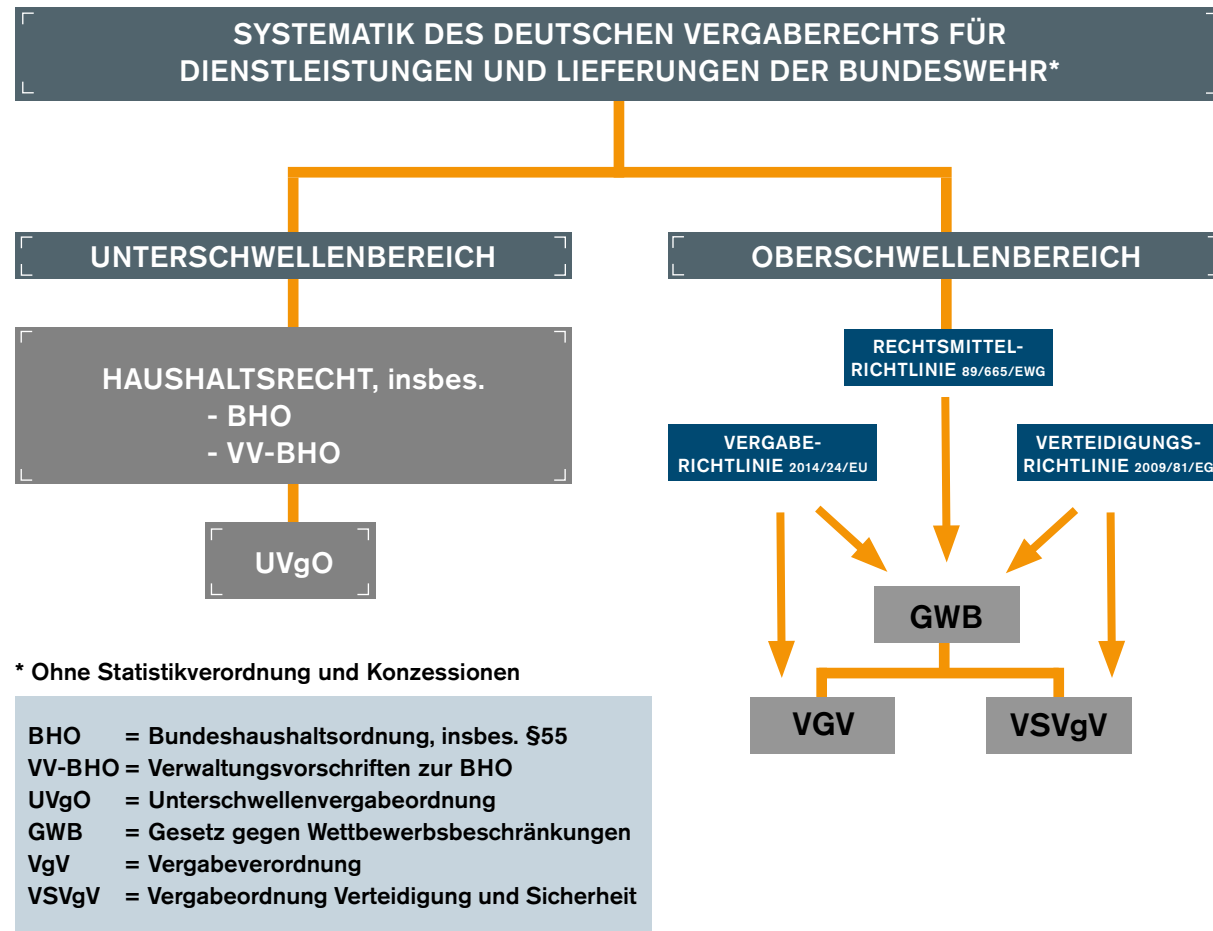 SYSTEMATIK DES DEUTSCHEN VERGABERECHTS FÜR
DIENSTLEISTUNGEN UND LIEFERUNGEN DER BUNDESWEHR*
UNTERSCHWELLENBEREICH
HAUSHALTSRECHT, insbes.
- BHO
- VV-BHO
UVgO
OBERSCHWELLENBEREICH
RECHTSMITTEL-
RICHTLINIE 89/665/EWG
VERGABE-
RICHTLINIE 2014/24/EU
VERTEIDIGUNGS-
RICHTLINIE 2009/81/EG
GWB
VGV
VSVgV
* Ohne Statistikverordnung und Konzessionen
BHO = Bundeshaushaltsordnung, insbes. §55
VV-BHO = Verwaltungsvorschriften zur BHO
UVgO = Unterschwellenvergabeordnung
GWB = Gesetz gegen Wettbewerbsbeschränkungen
VgV = Vergabeverordnung
VSVgV = Vergabeordnung Verteidigung und Sicherheit